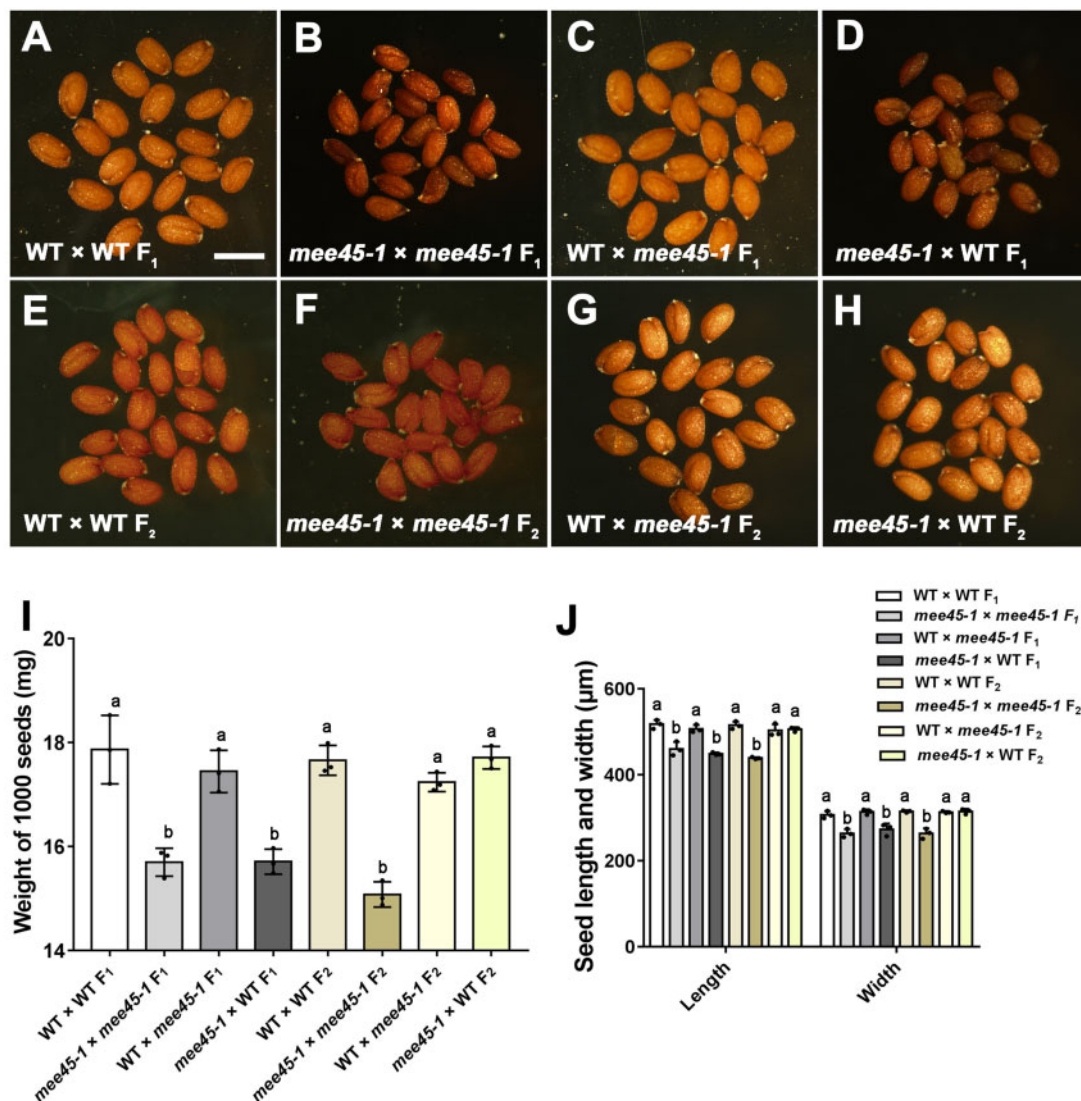 A
B
C
D
WT × WT F₁
mee45-1 × mee45-1 F₁
WT × mee45-1 F₁
mee45-1 × WT F₁
E
F
G
H
WT × WT F₂
mee45-1 × mee45-1 F₂
WT × mee45-1 F₂
mee45-1 × WT F₂
I
Weight of 1000 seeds (mg)
20
18
16
14
a
b
a
b
a
b
a
a
WT × WT F₁
mee45-1 × mee45-1 F₁
WT × mee45-1 F₁
mee45-1 × WT F₁
WT × WT F₂
mee45-1 × mee45-1 F₂
WT × mee45-1 F₂
mee45-1 × WT F₂
J
WT × WT F₁
mee45-1 × mee45-1 F₁
WT × mee45-1 F₁
mee45-1 × WT F₁
WT × WT F₂
mee45-1 × mee45-1 F₂
WT × mee45-1 F₂
mee45-1 × WT F₂
Seed length and width (μm)
600
400
200
0
a
b
a
b
a
b
a
a
a
b
a
b
a
b
a
a
Length
Width